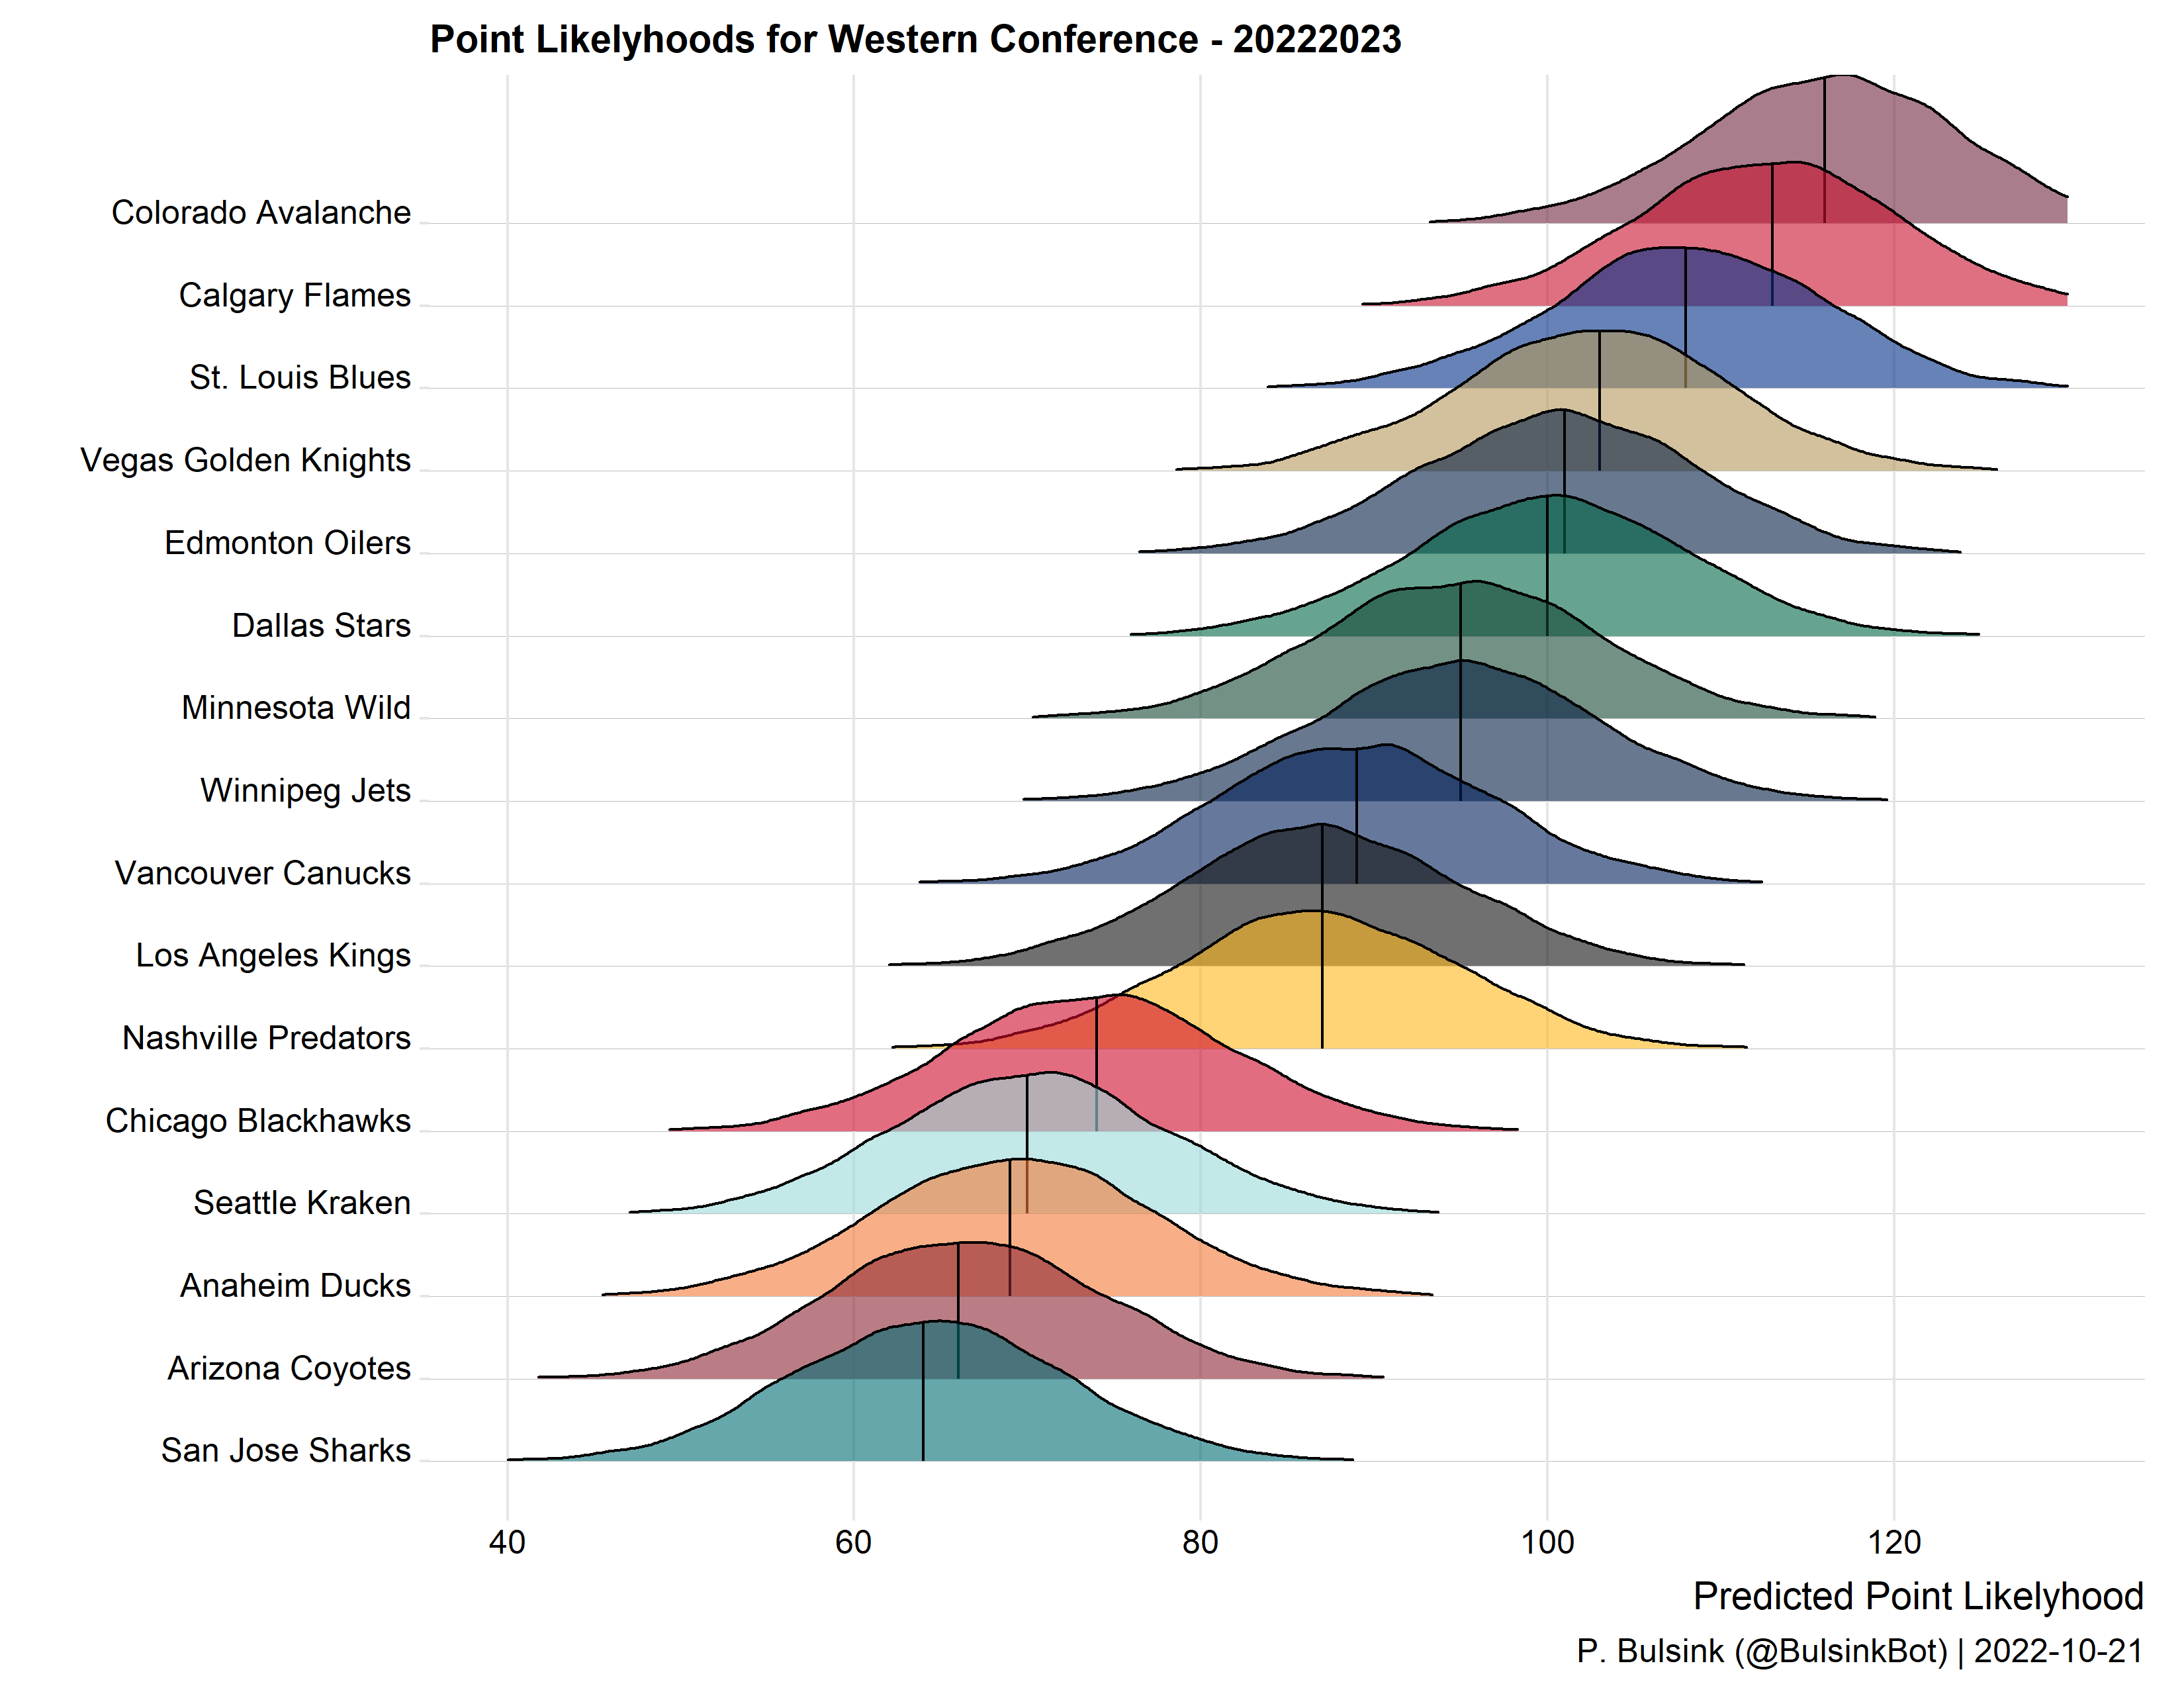 Point Likelyhoods for Western Conference - 20222023
Colorado Avalanche
Calgary Flames
St. Louis Blues
Vegas Golden Knights
Edmonton Oilers
Dallas Stars
Minnesota Wild
Winnipeg Jets
Vancouver Canucks
Los Angeles Kings
Nashville Predators
Chicago Blackhawks
Seattle Kraken
Anaheim Ducks
Arizona Coyotes
San Jose Sharks
40 60 80 100 120
Predicted Point Likelyhood
P. Bulsink (@BulsinkBot) | 2022-10-21